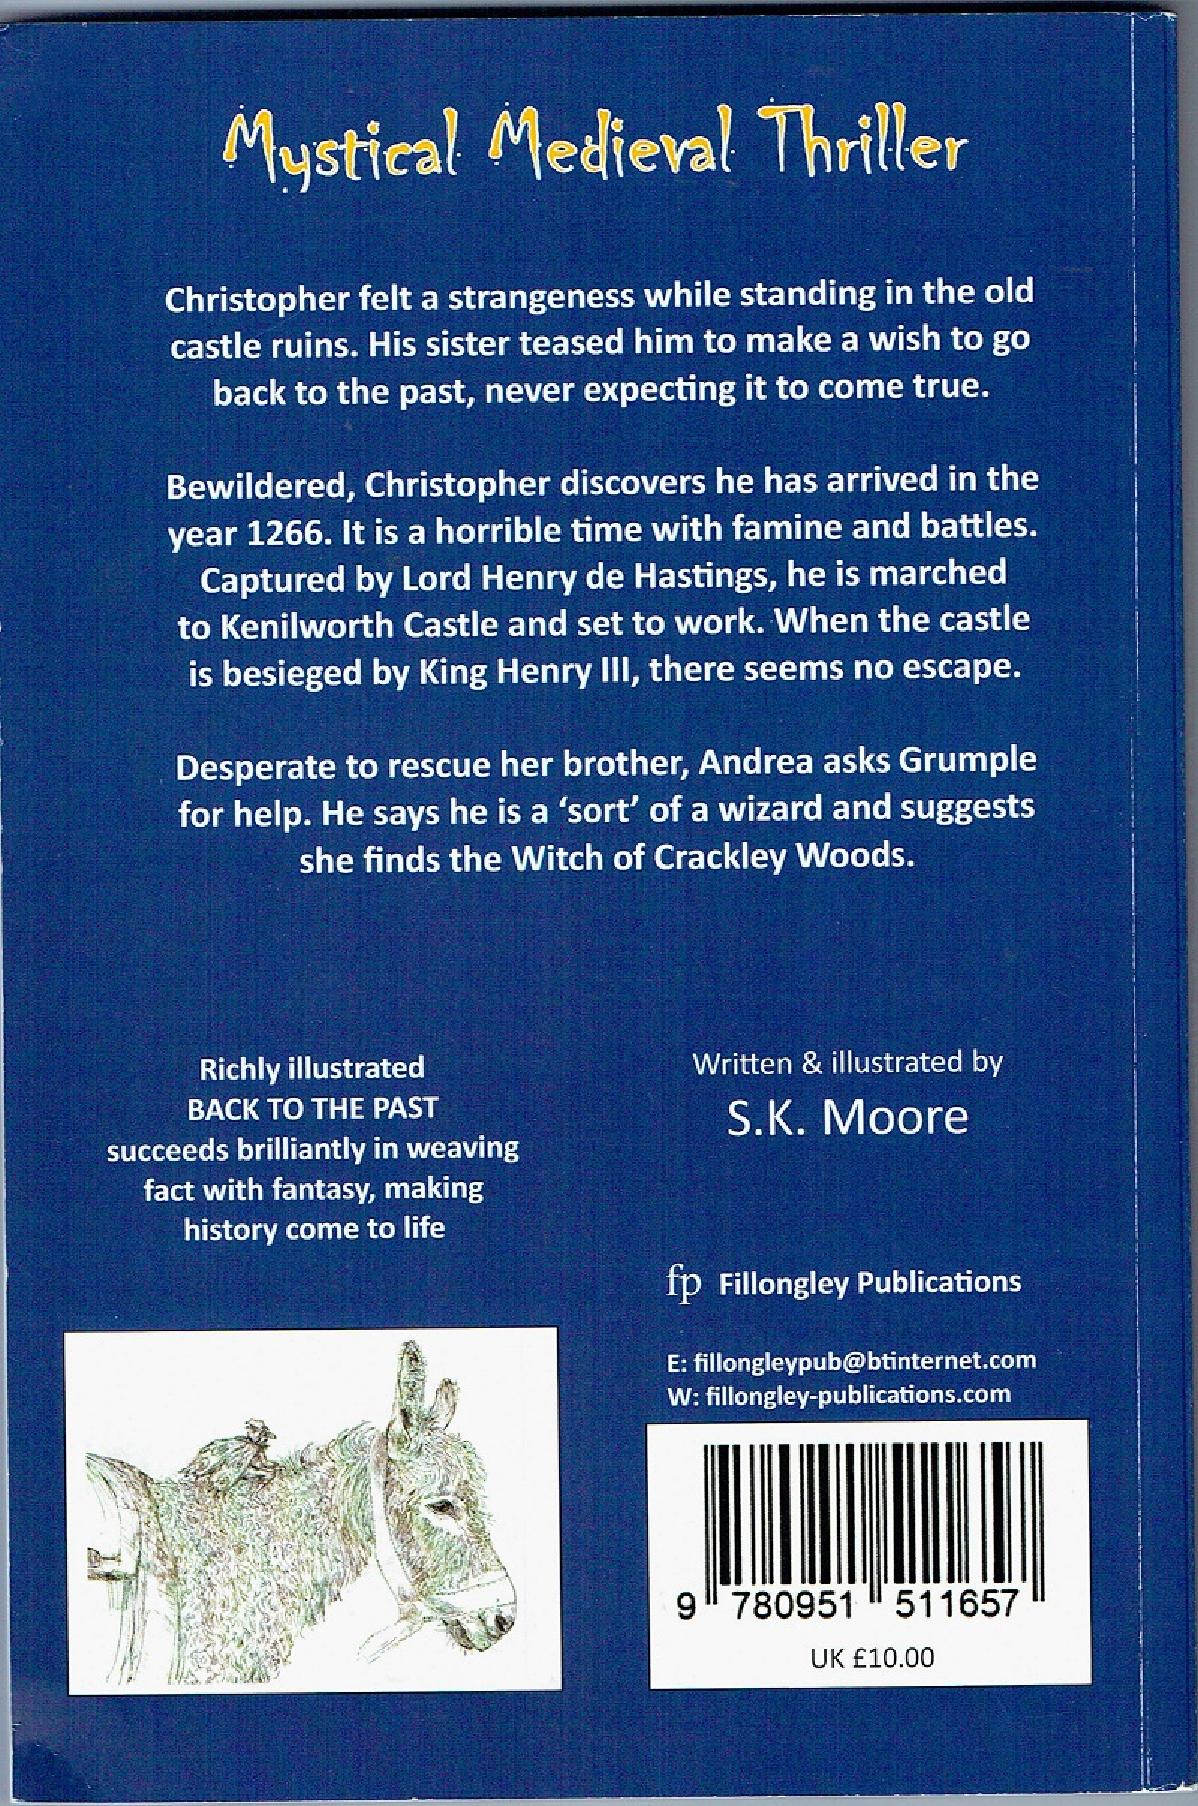 Mystical Medieval Thriller
Christopher felt a strangeness while standing in the old
castle ruins. His sister teased him to make a wish to go
back to the past, never expecting it to come true.
Bewildered, Christopher discovers he has arrived in the
year 1266. It is a horrible time with famine and battles.
Captured by Lord Henry de Hastings, he is marched
to Kenilworth Castle and set to work. When the castle
is besieged by King Henry III, there seems no escape.
Desperate to rescue her brother, Andrea asks Grumple
for help. He says he is a ‘sort’ of a wizard and suggests
she finds the Witch of Crackley Woods.
Richly illustrated
BACK TO THE PAST
succeeds brilliantly in weaving
fact with fantasy, making
history come to life
Written & illustrated by
S.K. Moore
fp Fillongley Publications
E: fillongleypub@btinternet.com
W: fillongley-publications.com
9 780951 511657
UK £10.00